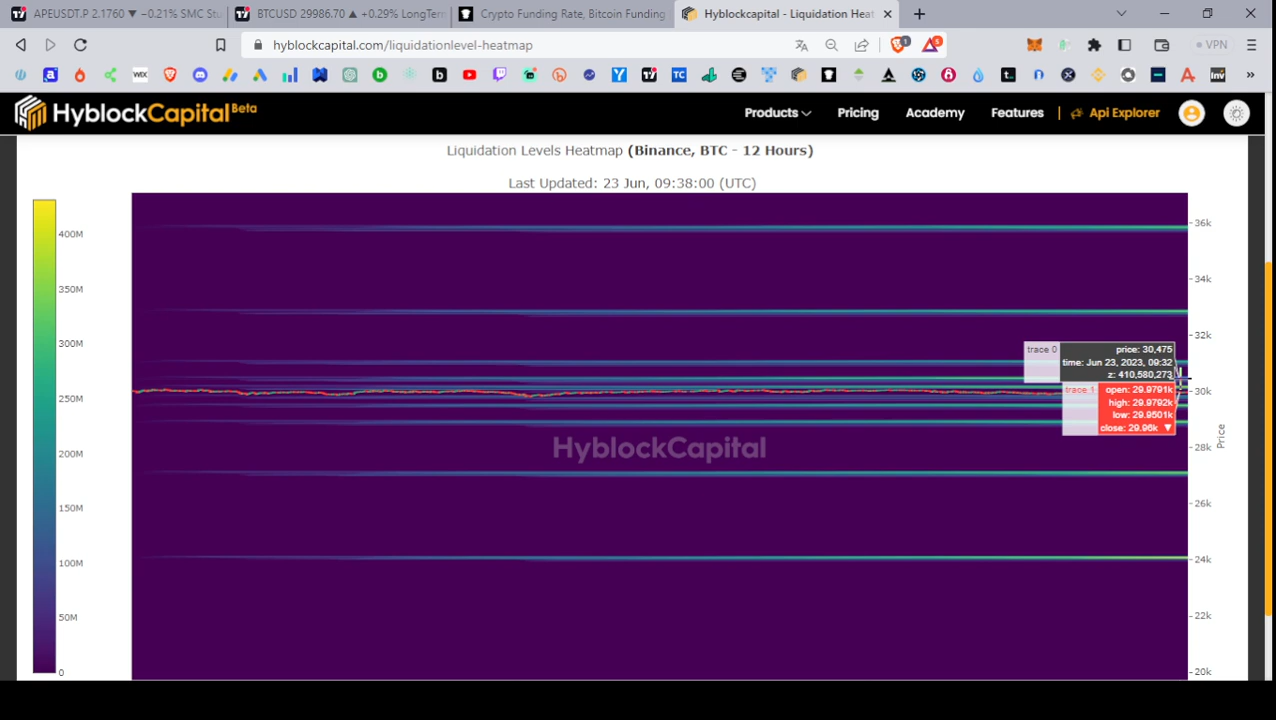 APEUSDT.P 2.1760 ▼ −0.21% SMC Stu
BTCUSD 29986.70 ▲ +0.29% LongTerm
Crypto Funding Rate, Bitcoin Funding
Hyblockcapital - Liquidation Heat
hyblockcapital.com/liquidationlevel-heatmap
1
5
VPN
HyblockCapital Beta
Products
Pricing
Academy
Features
Api Explorer
Liquidation Levels Heatmap (Binance, BTC - 12 Hours)
Last Updated: 23 Jun, 09:38:00 (UTC)
400M
350M
300M
250M
200M
150M
100M
50M
0
36k
34k
32k
30k
28k
26k
24k
22k
20k
Price
trace 0
price: 30,475
time: Jun 23, 2023, 09:32
z: 410,580,273
trace 1
open: 29.9791k
high: 29.9792k
low: 29.9501k
close: 29.96k ▼
HyblockCapital